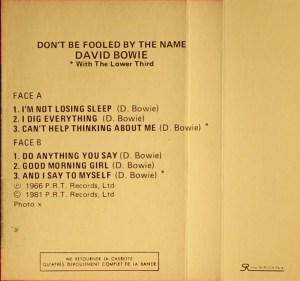 DON'T BE FOOLED BY THE NAME
DAVID BOWIE
* With The Lower Third
FACE A
1. I'M NOT LOSING SLEEP (D. Bowie)
2. I DIG EVERYTHING (D. Bowie)
3. CAN'T HELP THINKING ABOUT ME (D. Bowie) *
FACE B
1. DO ANYTHING YOU SAY (D. Bowie)
2. GOOD MORNING GIRL (D. Bowie)
3. AND I SAY TO MYSELF (D. Bowie) *
℗ 1966 P.R.T. Records, Ltd
© 1981 P.R.T. Records, Ltd
Photo x
NE RETOURNER LA CASSETTE
QU'APRES DEROULEMENT COMPLET DE LA BANDE